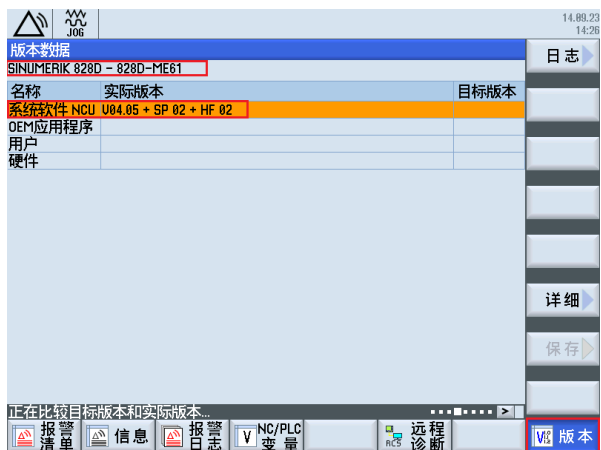 JOG
14.09.23
14:26
版本数据
SINUMERIK 828D - 828D-ME61
名称 实际版本 目标版本
系统软件 NCU V04.05 + SP 02 + HF 02
OEM应用程序
用户
硬件
日志
详细
保存
正在比较目标版本和实际版本...
报警清单
信息
报警日志
V NC/PLC变量
RCS 远程诊断
版本